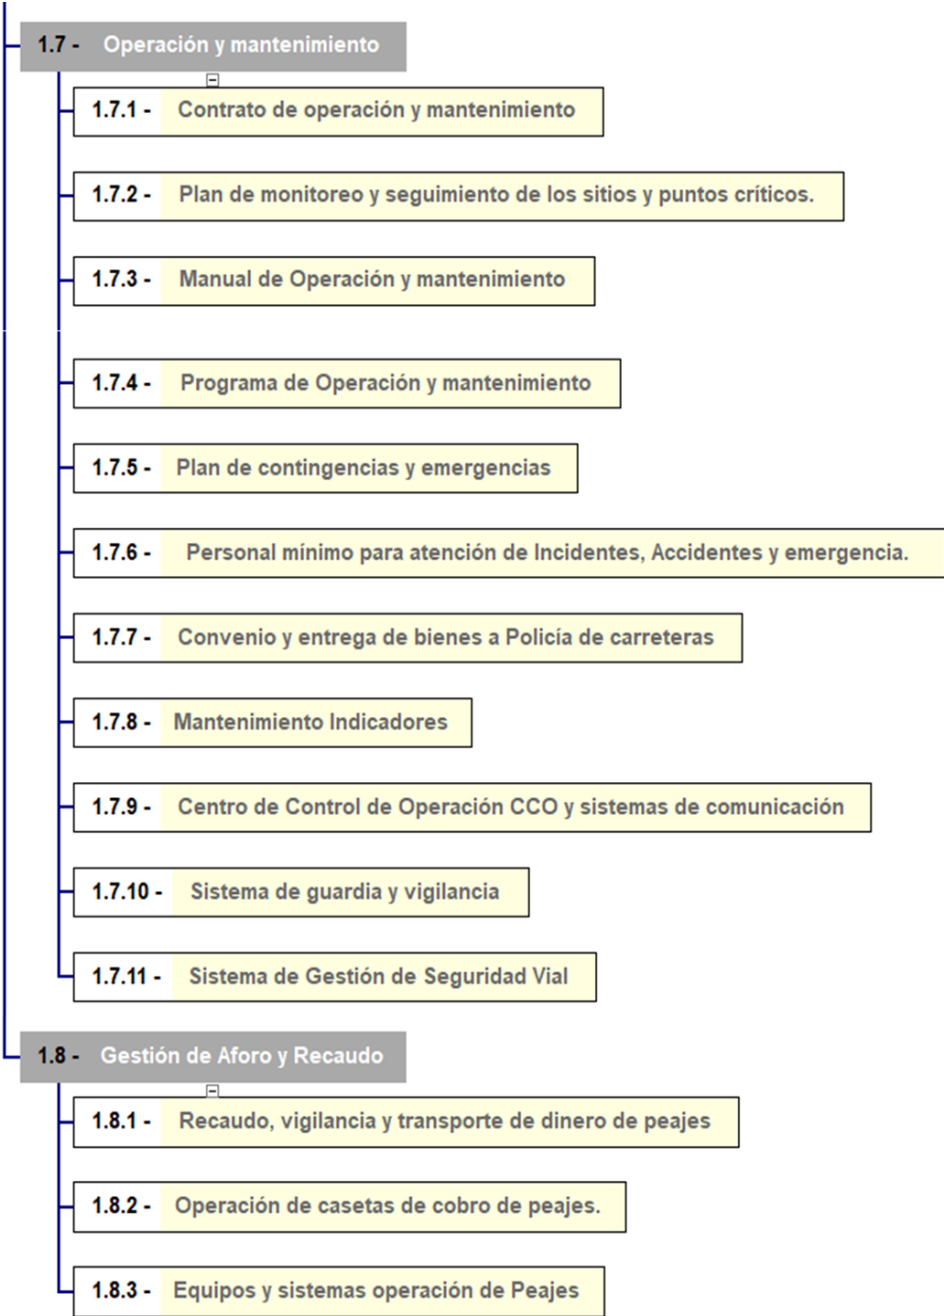 1.7 - Operación y mantenimiento
1.7.1 - Contrato de operación y mantenimiento
1.7.2 - Plan de monitoreo y seguimiento de los sitios y puntos críticos.
1.7.3 - Manual de Operación y mantenimiento
1.7.4 - Programa de Operación y mantenimiento
1.7.5 - Plan de contingencias y emergencias
1.7.6 - Personal mínimo para atención de Incidentes, Accidentes y emergencia.
1.7.7 - Convenio y entrega de bienes a Policía de carreteras
1.7.8 - Mantenimiento Indicadores
1.7.9 - Centro de Control de Operación CCO y sistemas de comunicación
1.7.10 - Sistema de guardia y vigilancia
1.7.11 - Sistema de Gestión de Seguridad Vial
1.8 - Gestión de Aforo y Recaudo
1.8.1 - Recaudo, vigilancia y transporte de dinero de peajes
1.8.2 - Operación de casetas de cobro de peajes.
1.8.3 - Equipos y sistemas operación de Peajes